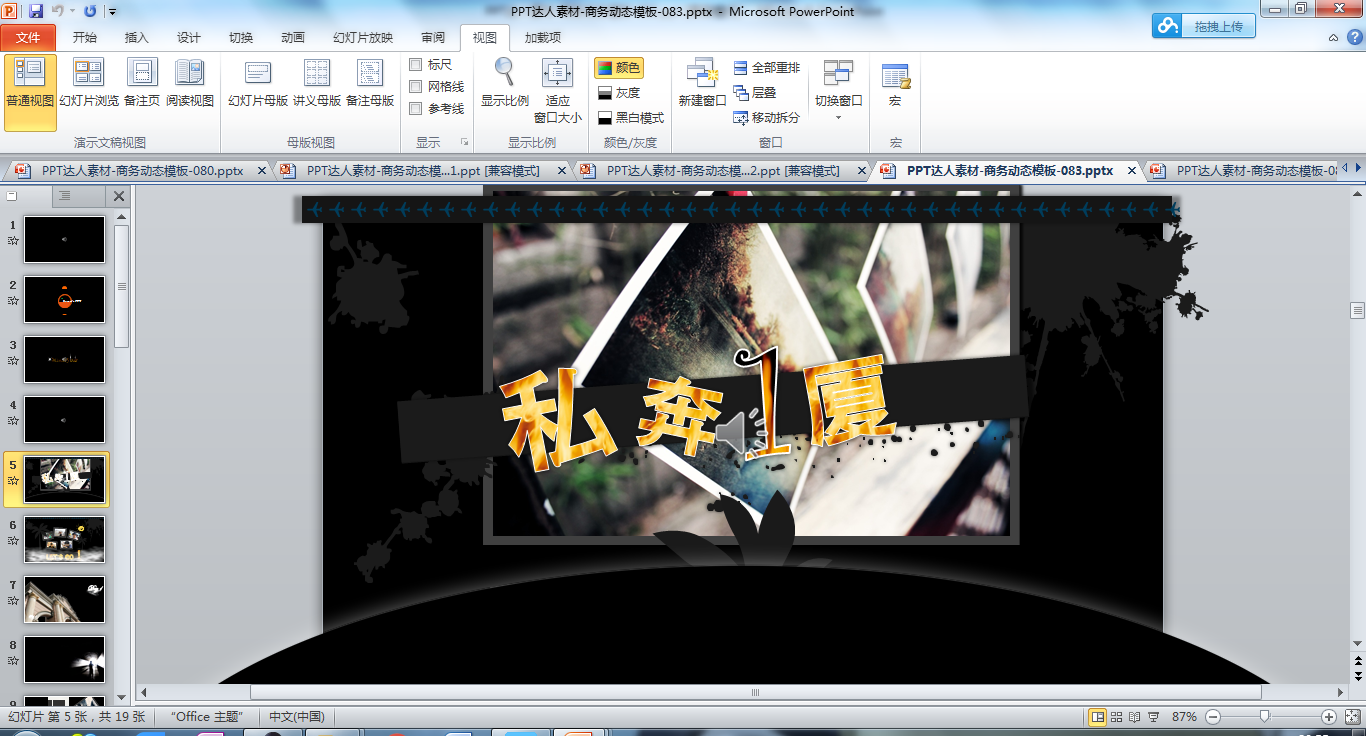 PPT达人素材-商务动态模板-083.pptx - Microsoft PowerPoint
文件 开始 插入 设计 切换 动画 幻灯片放映 审阅 视图 加载项
拖拽上传
普通视图 幻灯片浏览 备注页 阅读视图
演示文稿视图
幻灯片母版 讲义母版 备注母版
母版视图
标尺
网格线
参考线
显示
显示比例 适应
窗口大小
显示比例
颜色
灰度
黑白模式
颜色/灰度
新建窗口
全部重排
层叠
移动拆分
切换窗口
窗口
宏
宏
PPT达人素材-商务动态模板-080.pptx
PPT达人素材-商务动态模...1.ppt [兼容模式]
PPT达人素材-商务动态模...2.ppt [兼容模式]
PPT达人素材-商务动态模板-083.pptx
PPT达人素材-商务动态模板-08
1
2
3
4
5
6
7
8
9
私奔1夏
幻灯片 第 5 张，共 19 张
“Office 主题”
中文(中国)
87%